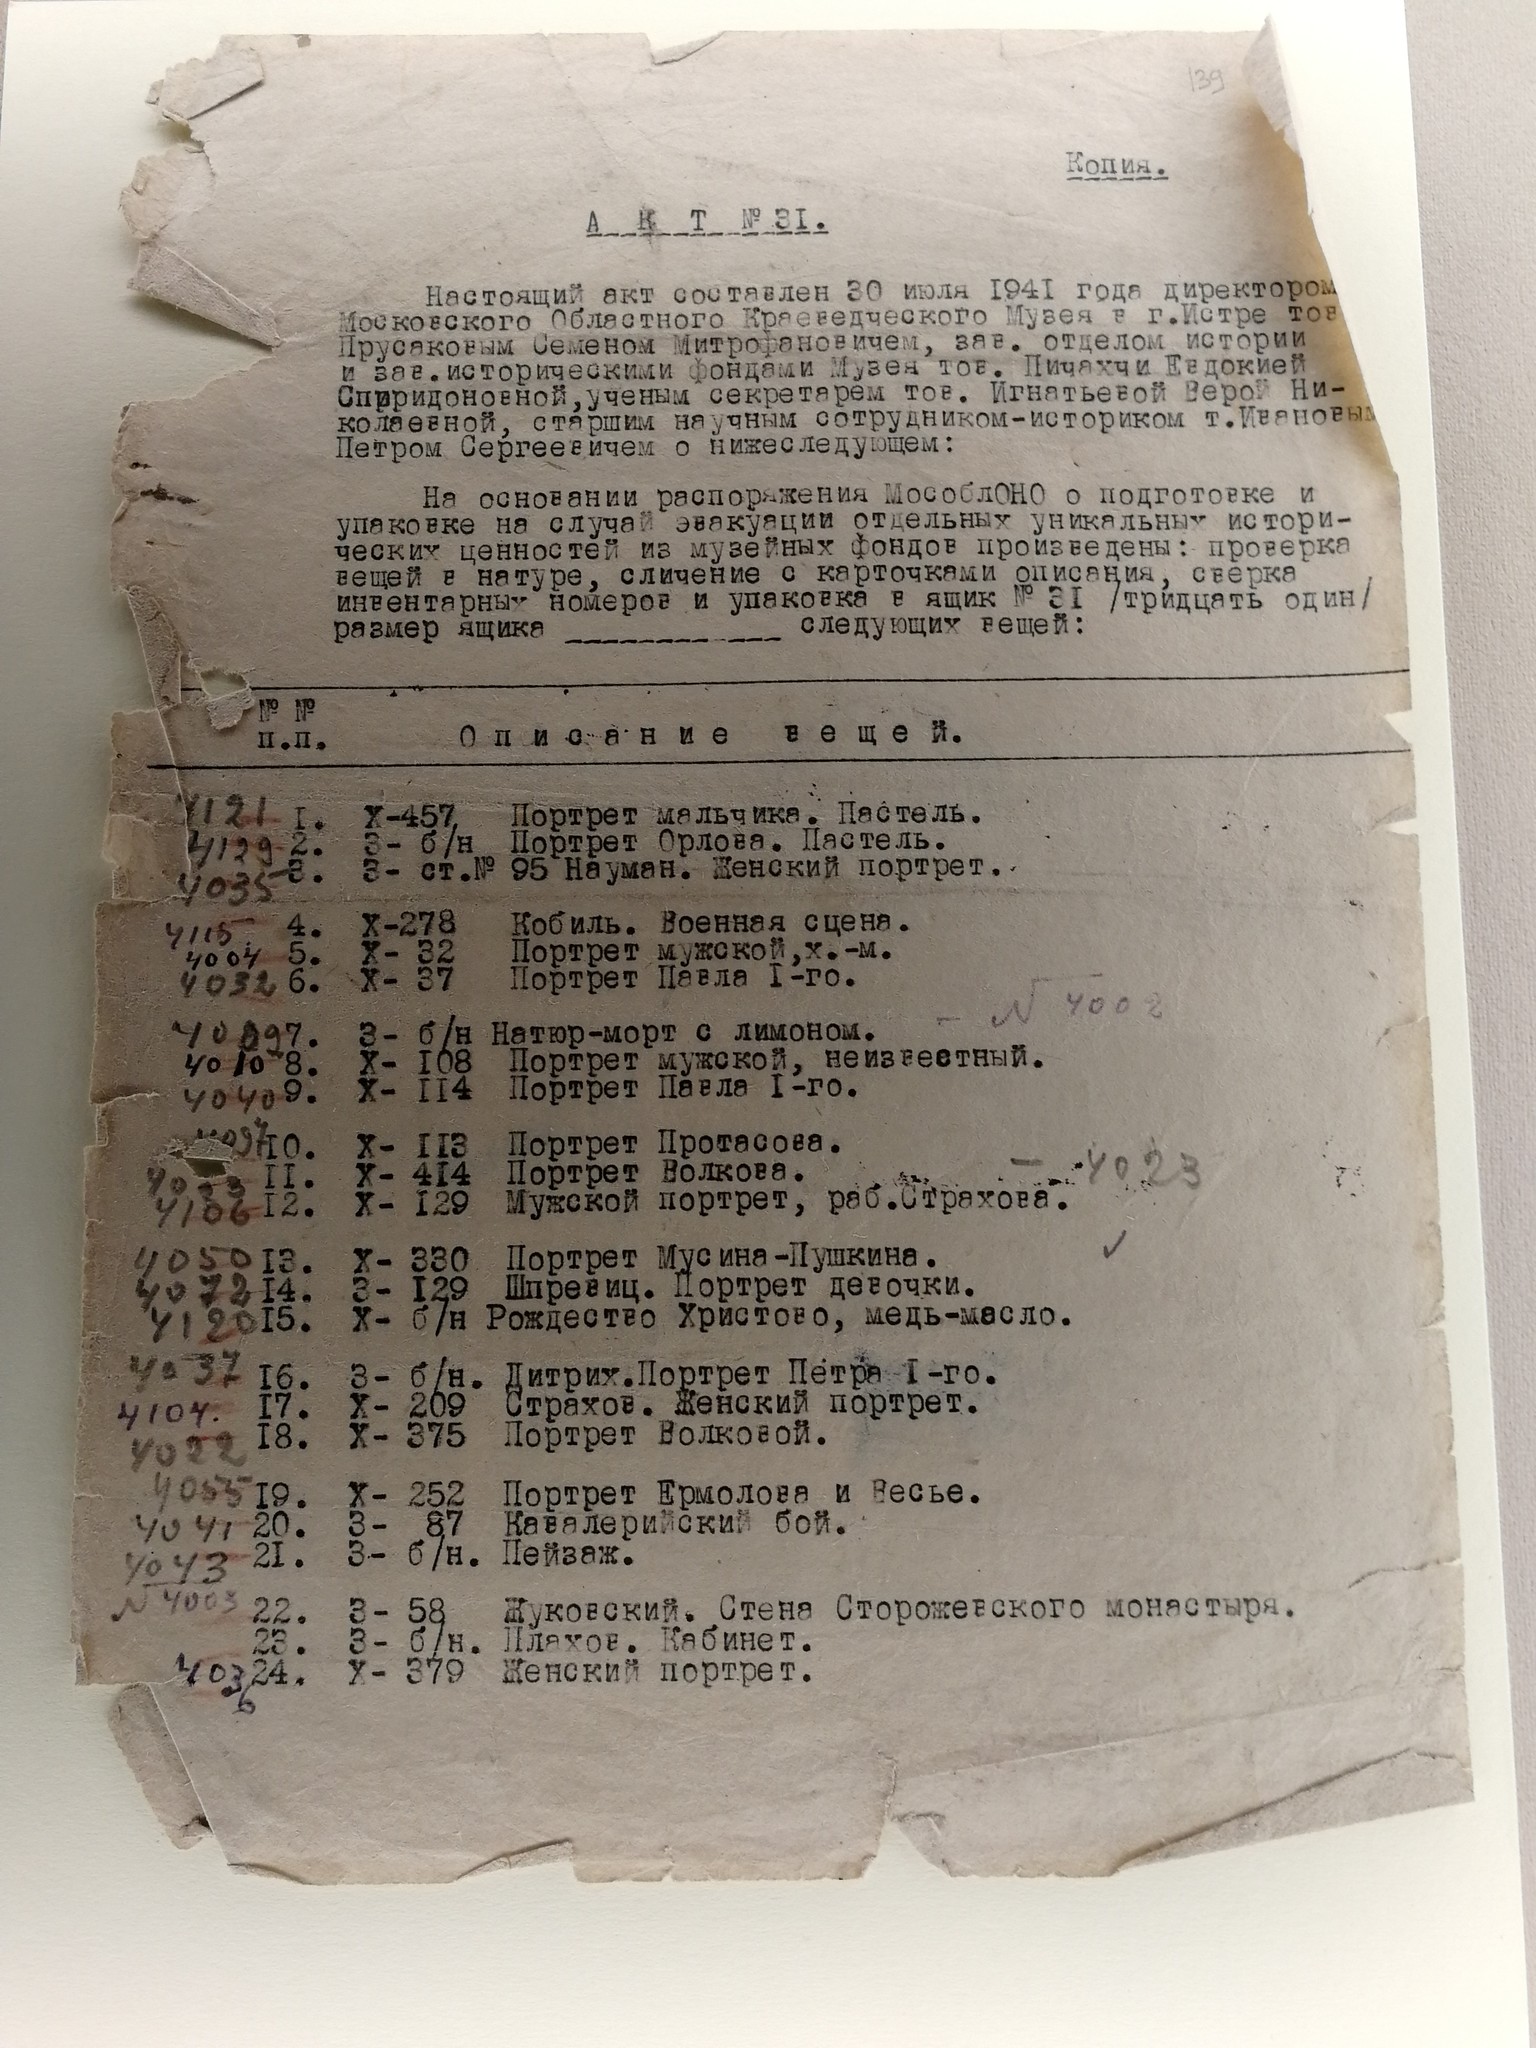 139
Копия.
А К Т № 31.
Настоящий акт составлен 30 июля 1941 года директором
Московского Областного Краеведческого Музея в г.Истре тов
Прусаковым Семеном Митрофановичем, зав. отделом истории
и зав.историческими фондами Музея тов. Пичахчи Евдокией
Спиридоновной,ученым секретарем тов. Игнатьевой Верой Ни-
колаевной, старшим научным сотрудником-историком т.Ивановым
Петром Сергеевичем о нижеследующем:
На основании распоряжения МособлОНО о подготовке и
упаковке на случай эвакуации отдельных уникальных истори-
ческих ценностей из музейных фондов произведены: проверка
вещей в натуре, сличение с карточками описания, сверка
инвентарных номеров и упаковка в ящик № 31 /тридцать один/
размер ящика ____________ следующих вещей:
№ №
п.п. Описание вещей.
4121 1. Х-457 Портрет мальчика. Пастель.
4129 2. З- б/н Портрет Орлова. Пастель.
4035 3. З- ст.№ 95 Науман. Женский портрет.
4115 4. Х-278 Кобиль. Военная сцена.
4004 5. Х- 32 Портрет мужской,х.-м.
4032 6. Х- 37 Портрет Павла I-го.
7. З- б/н Натюр-морт с лимоном. - N 4002
4010 8. Х- 108 Портрет мужской, неизвестный.
4040 9. Х- 114 Портрет Павла I-го.
10. Х- 113 Портрет Протасова.
11. Х- 414 Портрет Волкова. - 4023
4106 12. Х- 129 Мужской портрет, раб.Страхова.
4050 13. Х- 330 Портрет Мусина-Пушкина. ✓
4072 14. З- 129 Шпревиц. Портрет девочки.
4120 15. Х- б/н Рождество Христово, медь-масло.
4037 16. З- б/н. Дитрих.Портрет Петра I-го.
4104. 17. Х- 209 Страхов. Женский портрет.
4022 18. Х- 375 Портрет Волковой.
4055 19. Х- 252 Портрет Ермолова и Весье.
4041 20. З- 87 Кавалерийский бой.
4043 21. З- б/н. Пейзаж.
N 4003 22. З- 58 Жуковский. Стена Сторожевского монастыря.
23. З- б/н. Плахов. Кабинет.
4036 24. Х- 379 Женский портрет.